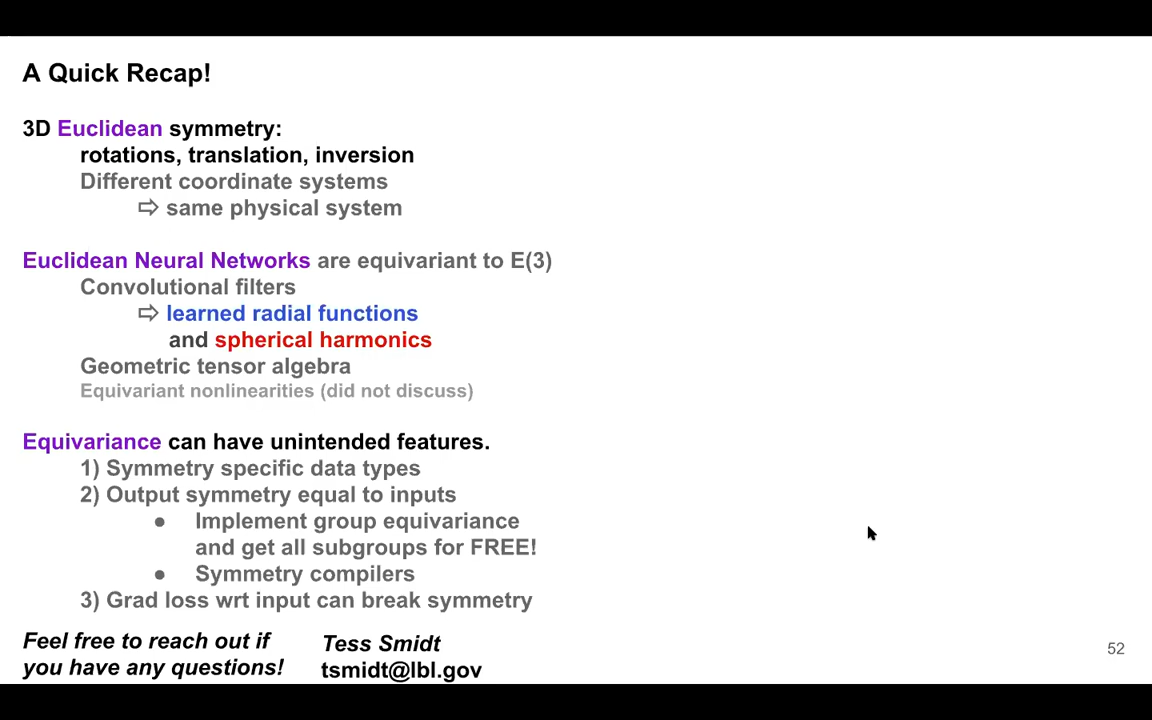 A Quick Recap!
3D Euclidean symmetry:
rotations, translation, inversion
Different coordinate systems
⇨ same physical system
Euclidean Neural Networks are equivariant to E(3)
Convolutional filters
⇨ learned radial functions
and spherical harmonics
Geometric tensor algebra
Equivariant nonlinearities (did not discuss)
Equivariance can have unintended features.
1) Symmetry specific data types
2) Output symmetry equal to inputs
● Implement group equivariance
and get all subgroups for FREE!
● Symmetry compilers
3) Grad loss wrt input can break symmetry
Feel free to reach out if
you have any questions!
Tess Smidt
tsmidt@lbl.gov
52